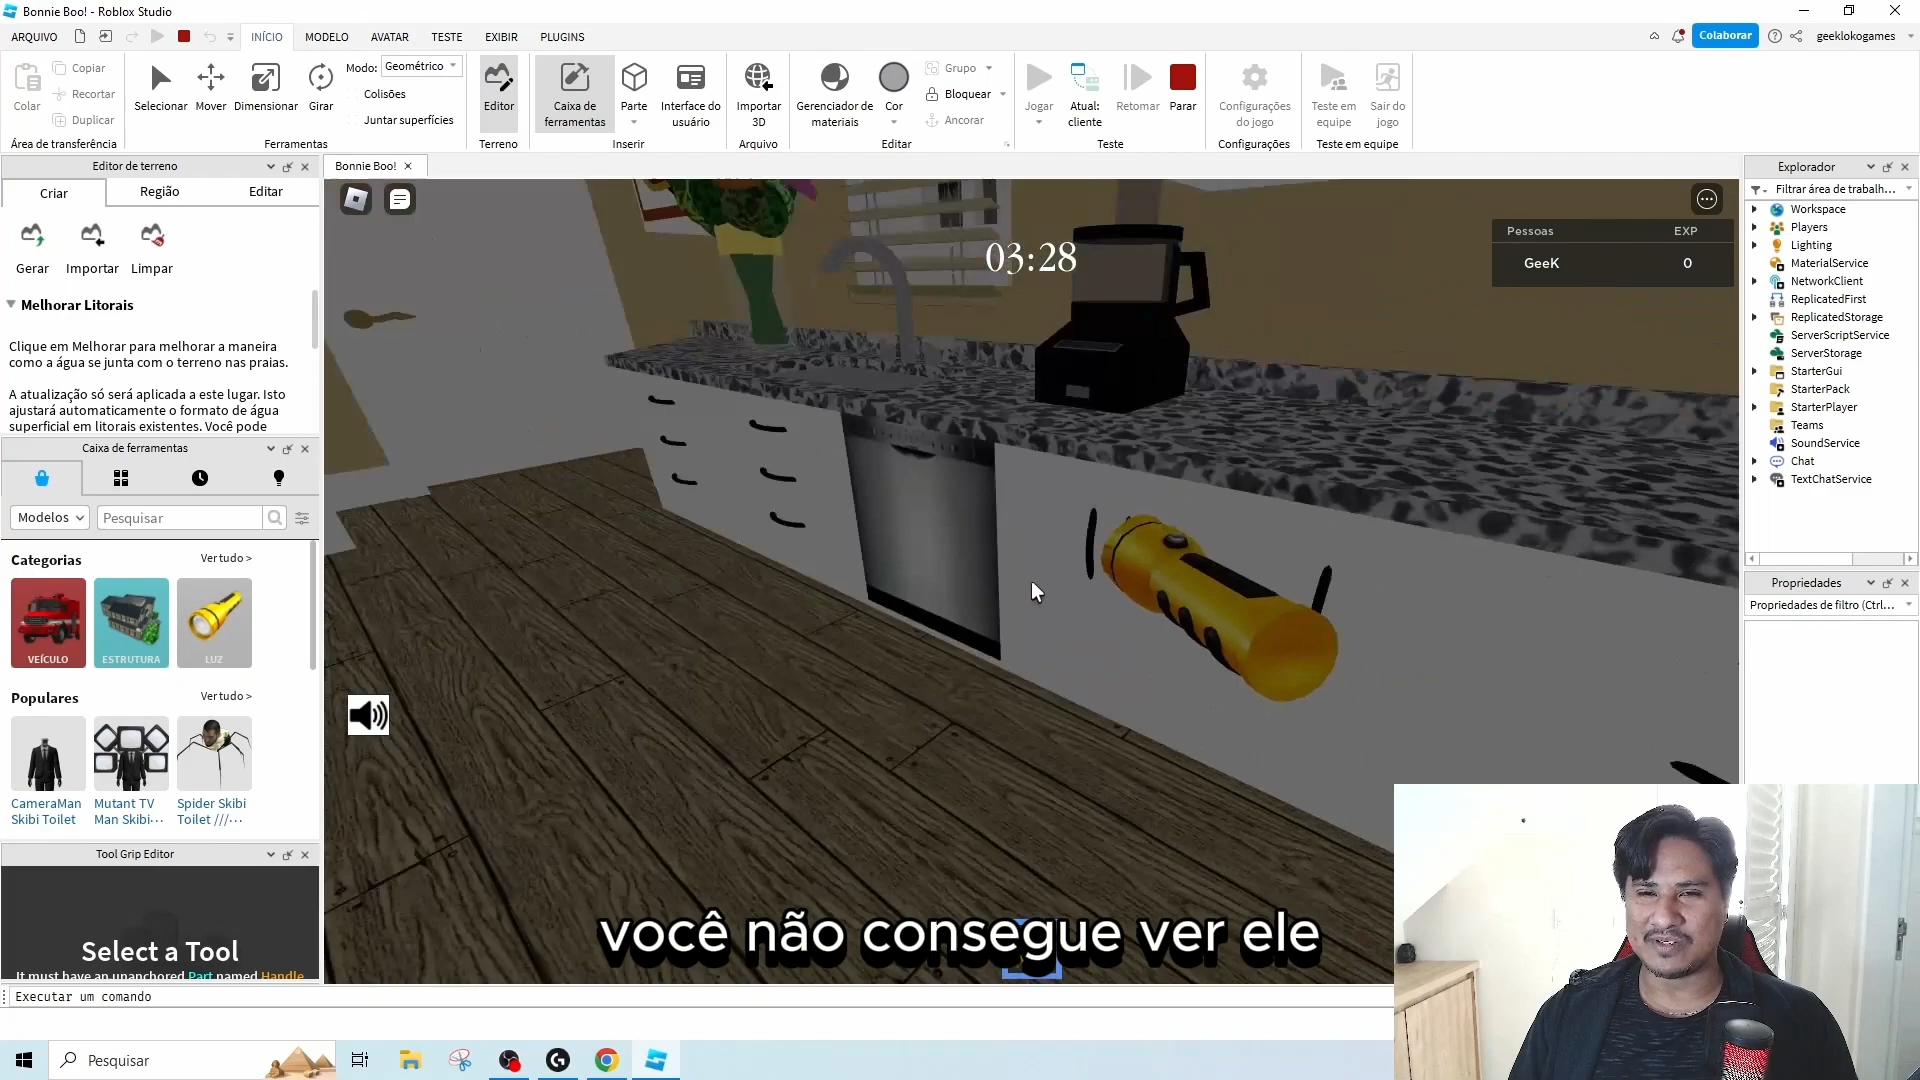 Bonnie Boo! - Roblox Studio
ARQUIVO
INÍCIO
MODELO
AVATAR
TESTE
EXIBIR
PLUGINS
Colaborar
geeklokogames
Colar
Copiar
Recortar
Duplicar
Área de transferência
Selecionar
Mover
Dimensionar
Girar
Modo:
Geométrico
Colisões
Juntar superfícies
Ferramentas
Editor
Terreno
Caixa de
ferramentas
Parte
Interface do
usuário
Inserir
Importar
3D
Arquivo
Gerenciador de
materiais
Cor
Grupo
Bloquear
Ancorar
Editar
Jogar
Atual:
cliente
Retomar
Parar
Teste
Configurações
do jogo
Configurações
Teste em
equipe
Sair do
jogo
Teste em equipe
Editor de terreno
Criar
Região
Editar
Gerar
Importar
Limpar
Melhorar Litorais
Clique em Melhorar para melhorar a maneira
como a água se junta com o terreno nas praias.
A atualização só será aplicada a este lugar. Isto
ajustará automaticamente o formato de água
superficial em litorais existentes. Você pode
Caixa de ferramentas
Modelos
Pesquisar
Categorias
Ver tudo >
VEÍCULO
ESTRUTURA
LUZ
Populares
Ver tudo >
CameraMan
Skibi Toilet
Mutant TV
Man Skibi...
Spider Skibi
Toilet ///...
Tool Grip Editor
Select a Tool
It must have an unanchored Part named Handle
Executar um comando
Bonnie Boo!
03:28
Pessoas
EXP
GeeK
0
você não consegue ver ele
Explorador
Filtrar área de trabalh...
Workspace
Players
Lighting
MaterialService
NetworkClient
ReplicatedFirst
ReplicatedStorage
ServerScriptService
ServerStorage
StarterGui
StarterPack
StarterPlayer
Teams
SoundService
Chat
TextChatService
Propriedades
Propriedades de filtro (Ctrl...
Pesquisar